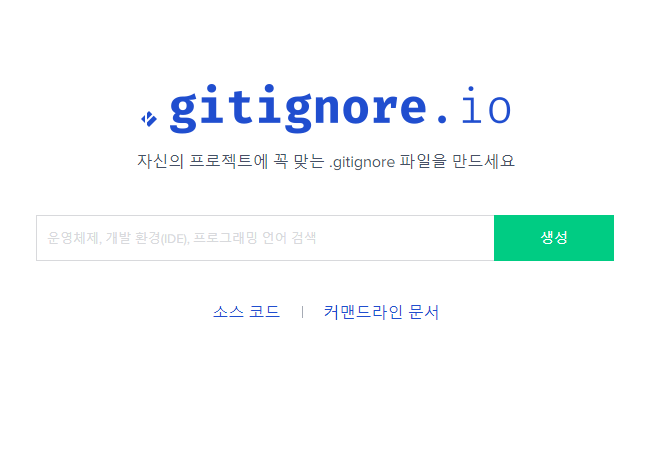 .gitignore.io
자신의 프로젝트에 꼭 맞는 .gitignore 파일을 만드세요
운영체제, 개발 환경(IDE), 프로그래밍 언어 검색 생성
소스 코드 | 커맨드라인 문서